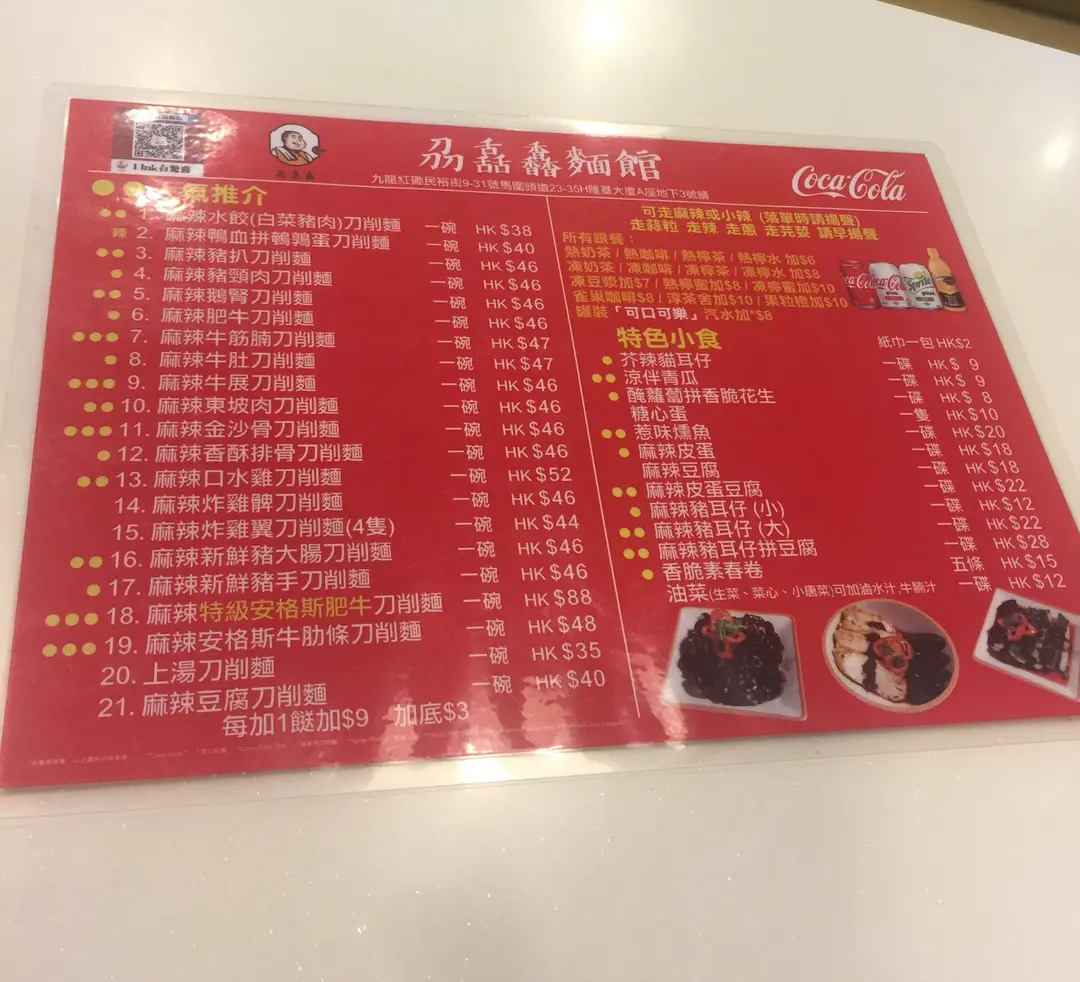 Link有著數
刕舙馫麵館
九龍紅磡民裕街9-31號馬圍頭道23-35H隆基大廈A座地下3號舖
Coca-Cola
氣推介
1. 麻辣水餃(白菜豬肉)刀削麵 一碗 HK$38
辣 2. 麻辣鴨血拼鵪鶉蛋刀削麵 一碗 HK$40
3. 麻辣豬扒刀削麵 一碗 HK$46
4. 麻辣豬頸肉刀削麵 一碗 HK$46
5. 麻辣鵝腎刀削麵 一碗 HK$46
6. 麻辣肥牛刀削麵 一碗 HK$46
7. 麻辣牛筋腩刀削麵 一碗 HK$47
8. 麻辣牛肚刀削麵 一碗 HK$47
9. 麻辣牛展刀削麵 一碗 HK$46
10. 麻辣東坡肉刀削麵 一碗 HK$46
11. 麻辣金沙骨刀削麵 一碗 HK$46
12. 麻辣香酥排骨刀削麵 一碗 HK$46
13. 麻辣口水雞刀削麵 一碗 HK$52
14. 麻辣炸雞髀刀削麵 一碗 HK$46
15. 麻辣炸雞翼刀削麵(4隻) 一碗 HK$44
16. 麻辣新鮮豬大腸刀削麵 一碗 HK$46
17. 麻辣新鮮豬手刀削麵 一碗 HK$46
18. 麻辣特級安格斯肥牛刀削麵 一碗 HK$88
19. 麻辣安格斯牛肋條刀削麵 一碗 HK$48
20. 上湯刀削麵 一碗 HK$35
21. 麻辣豆腐刀削麵 一碗 HK$40
每加1餸加$9 加底$3
可走麻辣或小辣 (落單時請揚聲)
走蒜粒 走辣 走蔥 走芫荽 請早揚聲
所有跟餐：
熱奶茶 / 熱咖啡 / 熱檸茶 / 熱檸水 加$6
凍奶茶 / 凍咖啡 / 凍檸茶 / 凍檸水 加$8
凍豆漿加$7 / 熱檸蜜加$8 / 凍檸蜜加$10
雀巢咖啡$8 / 淳茶舍加$10 / 果粒橙加$10
罐裝「可口可樂」汽水加*$8
特色小食
紙巾一包 HK$2
芥辣貓耳仔 一碟 HK$ 9
涼伴青瓜 一碟 HK$ 9
醃蘿蔔拼香脆花生 一碟 HK$ 8
糖心蛋 一隻 HK$10
惹味燻魚 一碟 HK$20
麻辣皮蛋 一碟 HK$18
麻辣豆腐 一碟 HK$18
麻辣皮蛋豆腐 一碟 HK$22
麻辣豬耳仔 (小) 一碟 HK$12
麻辣豬耳仔 (大) 一碟 HK$22
麻辣豬耳仔拼豆腐 一碟 HK$28
香脆素春卷 五條 HK$15
油菜(生菜、菜心、小唐菜)可加滷水汁,牛腩汁 一碟 HK$12